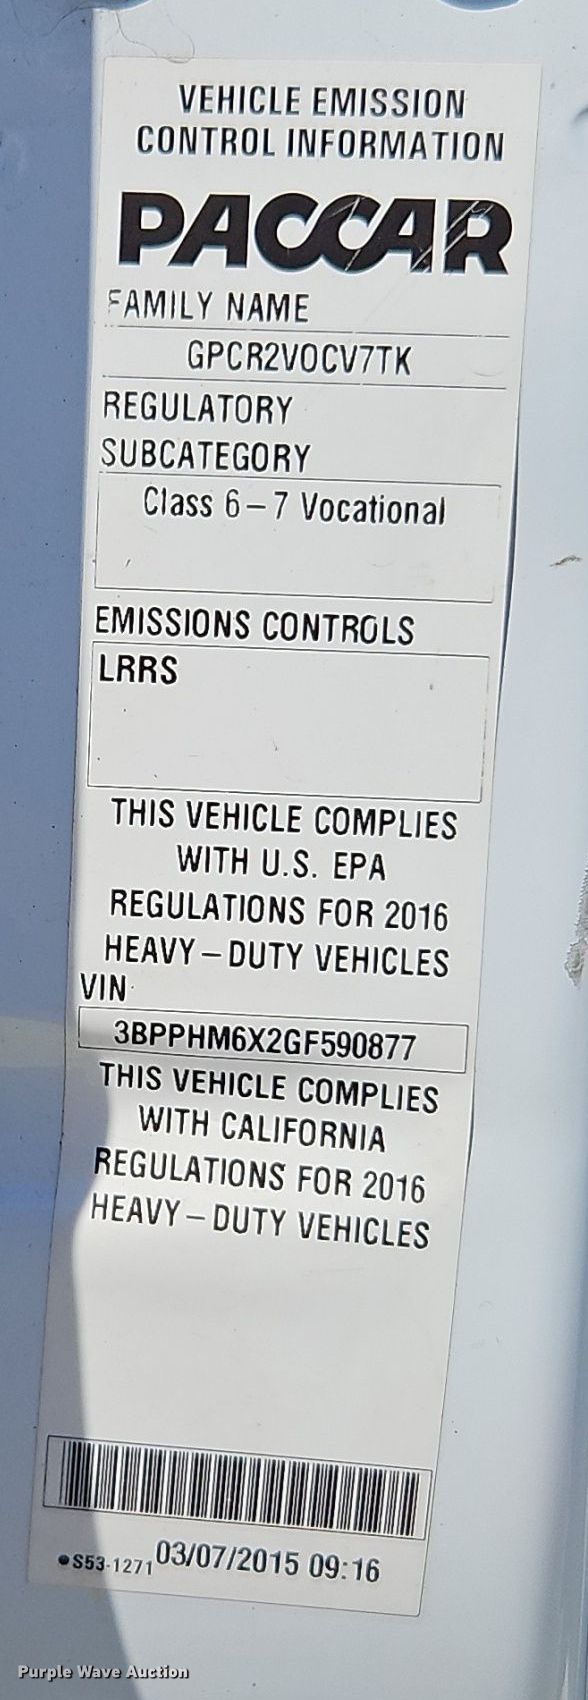 VEHICLE EMISSION
CONTROL INFORMATION
PACCAR
FAMILY NAME
GPCR2VOCV7TK
REGULATORY
SUBCATEGORY
Class 6–7 Vocational
EMISSIONS CONTROLS
LRRS
THIS VEHICLE COMPLIES
WITH U.S. EPA
REGULATIONS FOR 2016
HEAVY–DUTY VEHICLES
VIN
3BPPHM6X2GF590877
THIS VEHICLE COMPLIES
WITH CALIFORNIA
REGULATIONS FOR 2016
HEAVY–DUTY VEHICLES
●S53-1271 03/07/2015 09:16
Purple Wave Auction